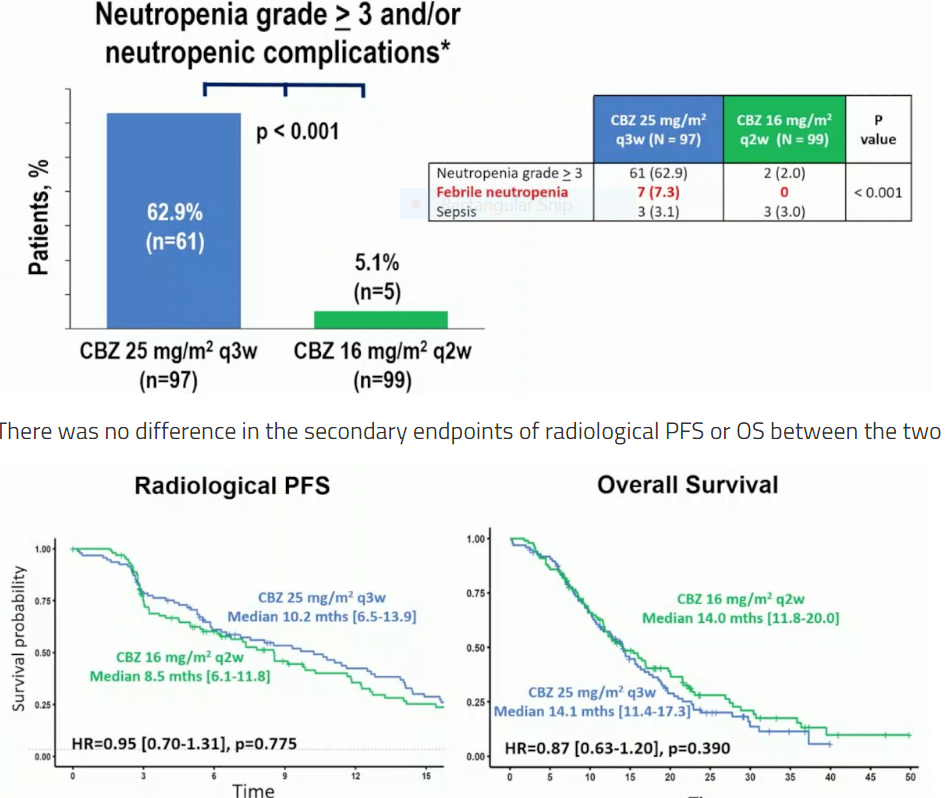 Neutropenia grade ≥ 3 and/or
neutropenic complications*
p < 0.001
Patients, %
62.9%
(n=61)
5.1%
(n=5)
CBZ 25 mg/m² q3w
(n=97)
CBZ 16 mg/m² q2w
(n=99)
CBZ 25 mg/m² q3w (N = 97)
CBZ 16 mg/m² q2w (N = 99)
P value
Neutropenia grade ≥ 3 61 (62.9) 2 (2.0)
Febrile neutropenia 7 (7.3) 0 < 0.001
Sepsis 3 (3.1) 3 (3.0)
Rectangular Snip
There was no difference in the secondary endpoints of radiological PFS or OS between the two
Radiological PFS
Survival probability
1.00
0.75
0.50
0.25
0.00
CBZ 25 mg/m² q3w
Median 10.2 mths [6.5-13.9]
CBZ 16 mg/m² q2w
Median 8.5 mths [6.1-11.8]
HR=0.95 [0.70-1.31], p=0.775
0 3 6 9 12 15
Time
Overall Survival
1.00
0.75
0.50
0.25
0.00
CBZ 16 mg/m² q2w
Median 14.0 mths [11.8-20.0]
CBZ 25 mg/m² q3w
Median 14.1 mths [11.4-17.3]
HR=0.87 [0.63-1.20], p=0.390
0 5 10 15 20 25 30 35 40 45 50